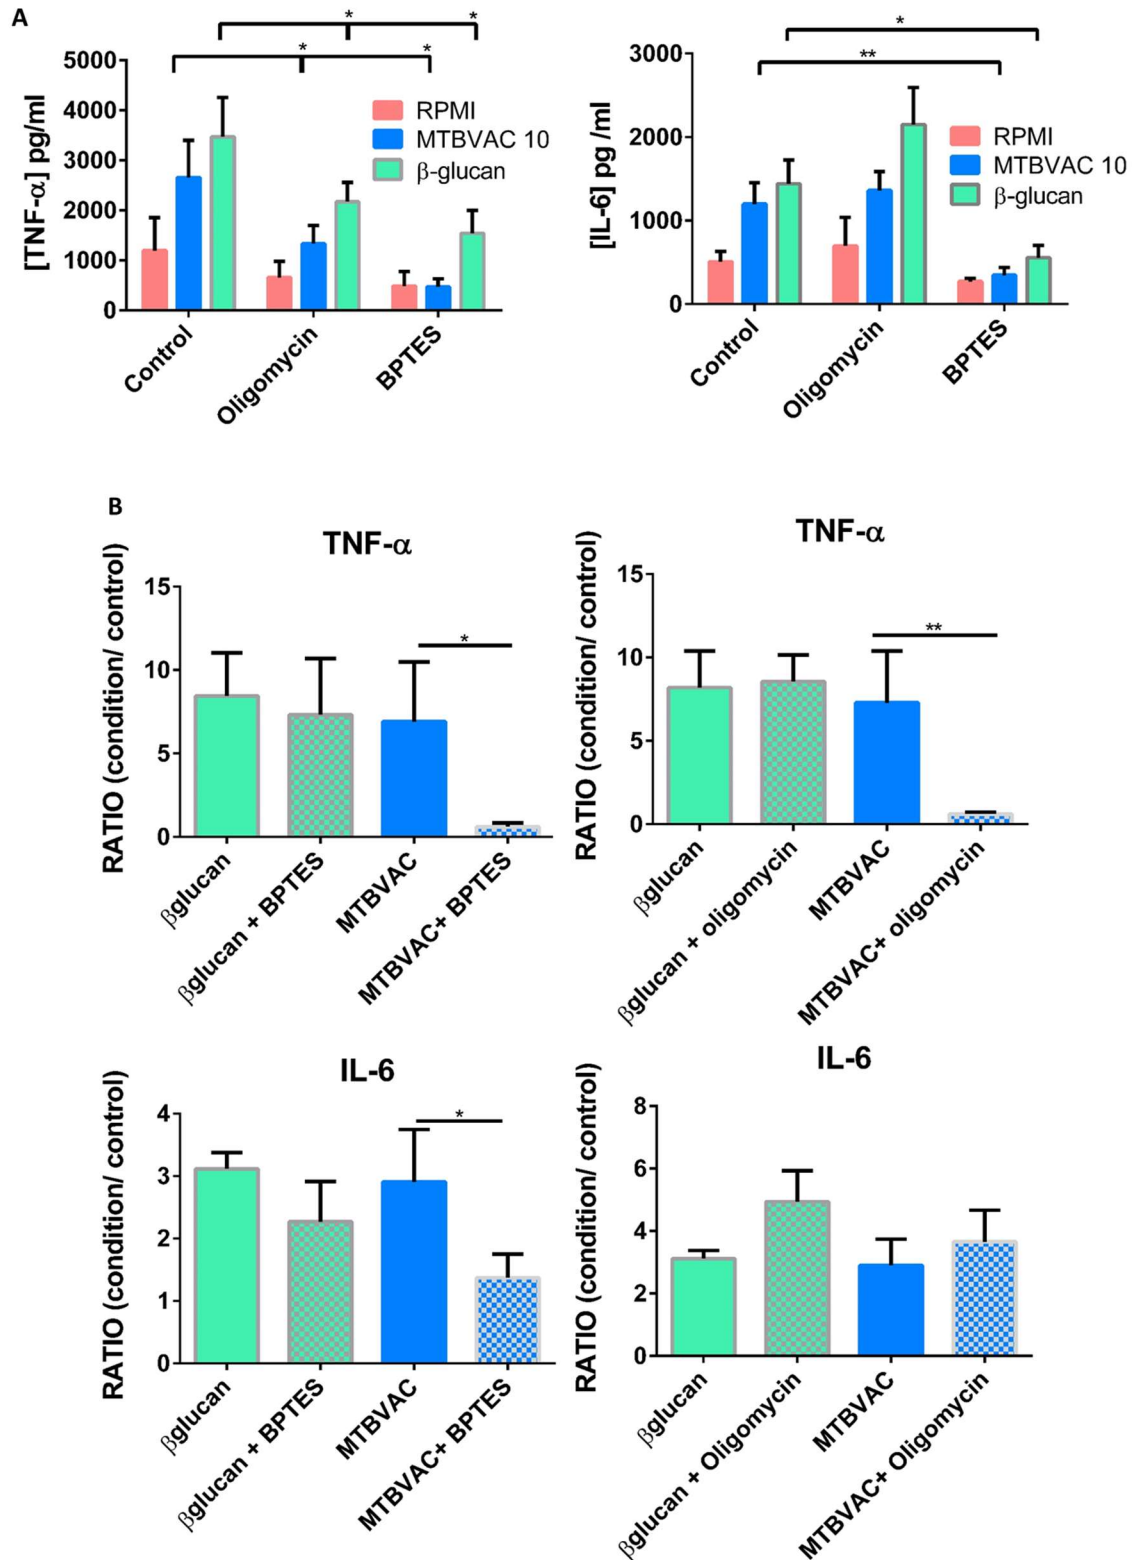 A
* *
* *
5000
4000
3000
2000
1000
0
[TNF-α] pg/ml
RPMI
MTBVAC 10
β-glucan
Control
Oligomycin
BPTES
*
**
3000
2000
1000
0
[IL-6] pg /ml
RPMI
MTBVAC 10
β-glucan
Control
Oligomycin
BPTES
B
TNF-α
RATIO (condition/ control)
15
10
5
0
*
βglucan
βglucan + BPTES
MTBVAC
MTBVAC+ BPTES
TNF-α
RATIO (condition/ control)
15
10
5
0
**
βglucan
βglucan + oligomycin
MTBVAC
MTBVAC+ oligomycin
IL-6
RATIO (condition/ control)
4
3
2
1
0
*
βglucan
βglucan + BPTES
MTBVAC
MTBVAC+ BPTES
IL-6
RATIO (condition/ control)
8
6
4
2
0
βglucan
βglucan + Oligomycin
MTBVAC
MTBVAC+ Oligomycin